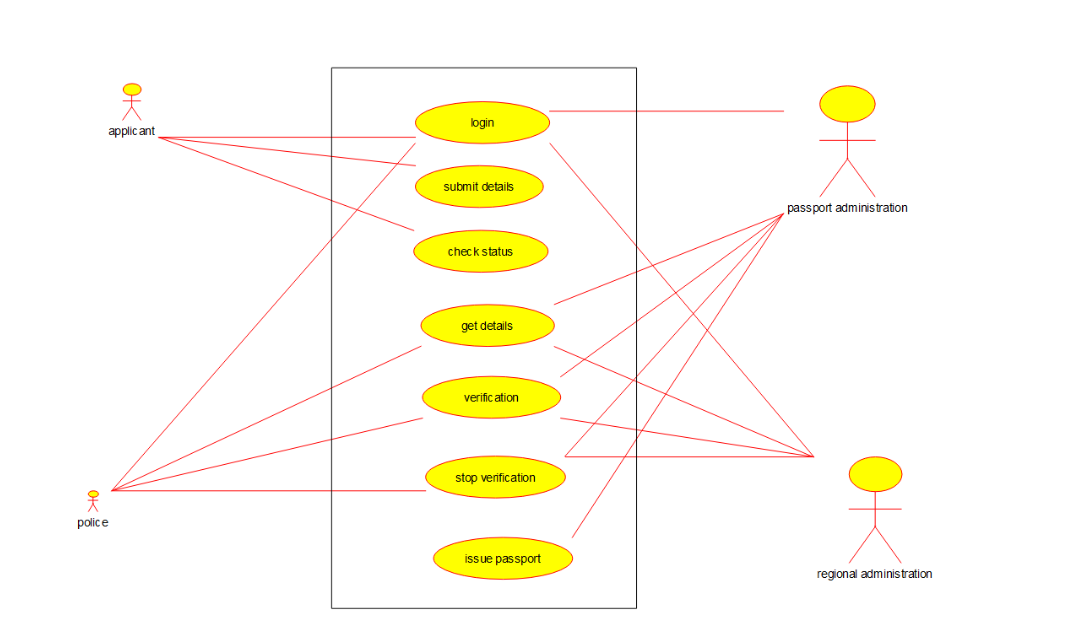 applicant
login
submit details
passport administration
check status
get details
verification
stop verification
police
issue passport
regional administration